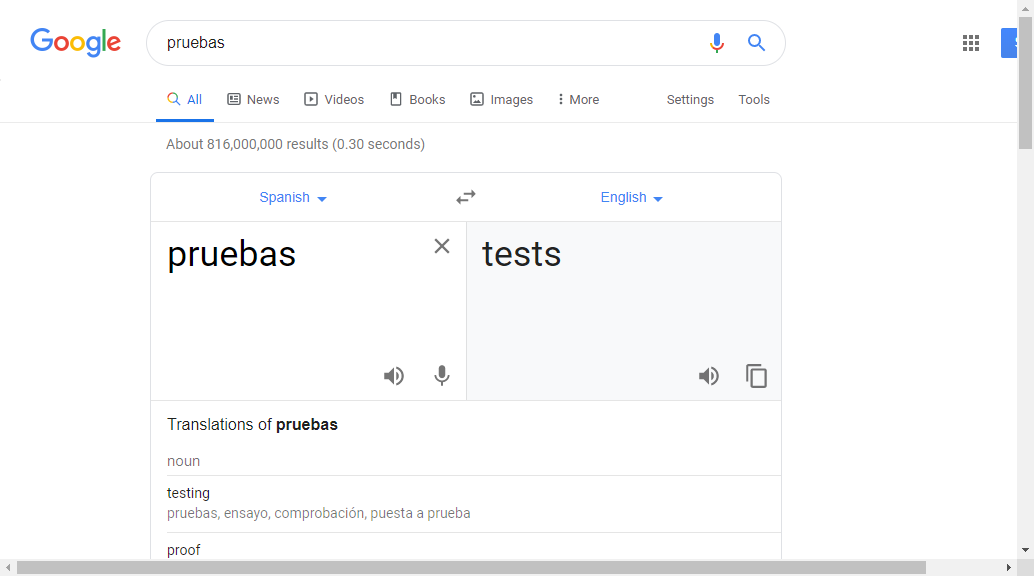 Google
pruebas
All News Videos Books Images More Settings Tools
About 816,000,000 results (0.30 seconds)
Spanish English
pruebas tests
Translations of pruebas
noun
testing
pruebas, ensayo, comprobación, puesta a prueba
proof